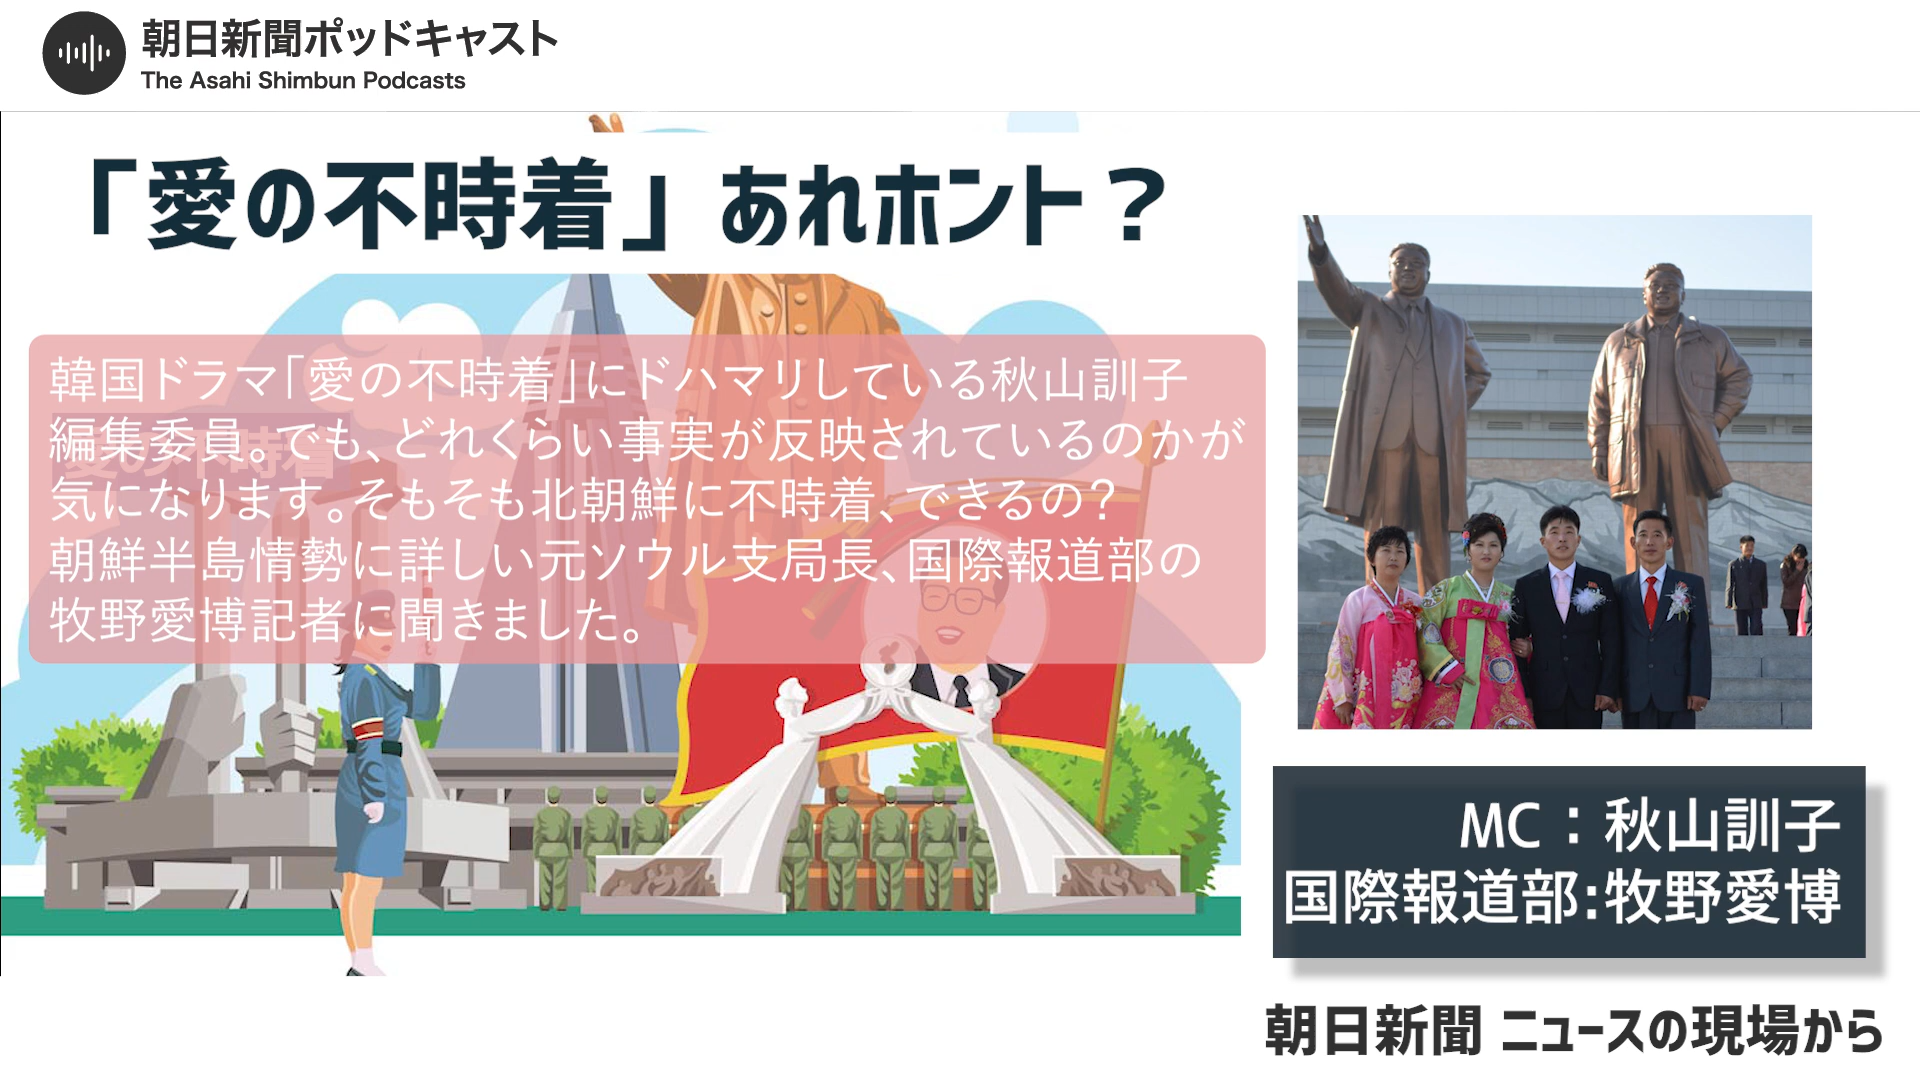 朝日新聞ポッドキャスト
The Asahi Shimbun Podcasts
「愛の不時着」あれホント？
韓国ドラマ「愛の不時着」にドハマりしている秋山訓子
編集委員。でも、どれくらい事実が反映されているのかが
気になります。そもそも北朝鮮に不時着、できるの？
朝鮮半島情勢に詳しい元ソウル支局長、国際報道部の
牧野愛博記者に聞きました。
MC：秋山訓子
国際報道部:牧野愛博
朝日新聞 ニュースの現場から